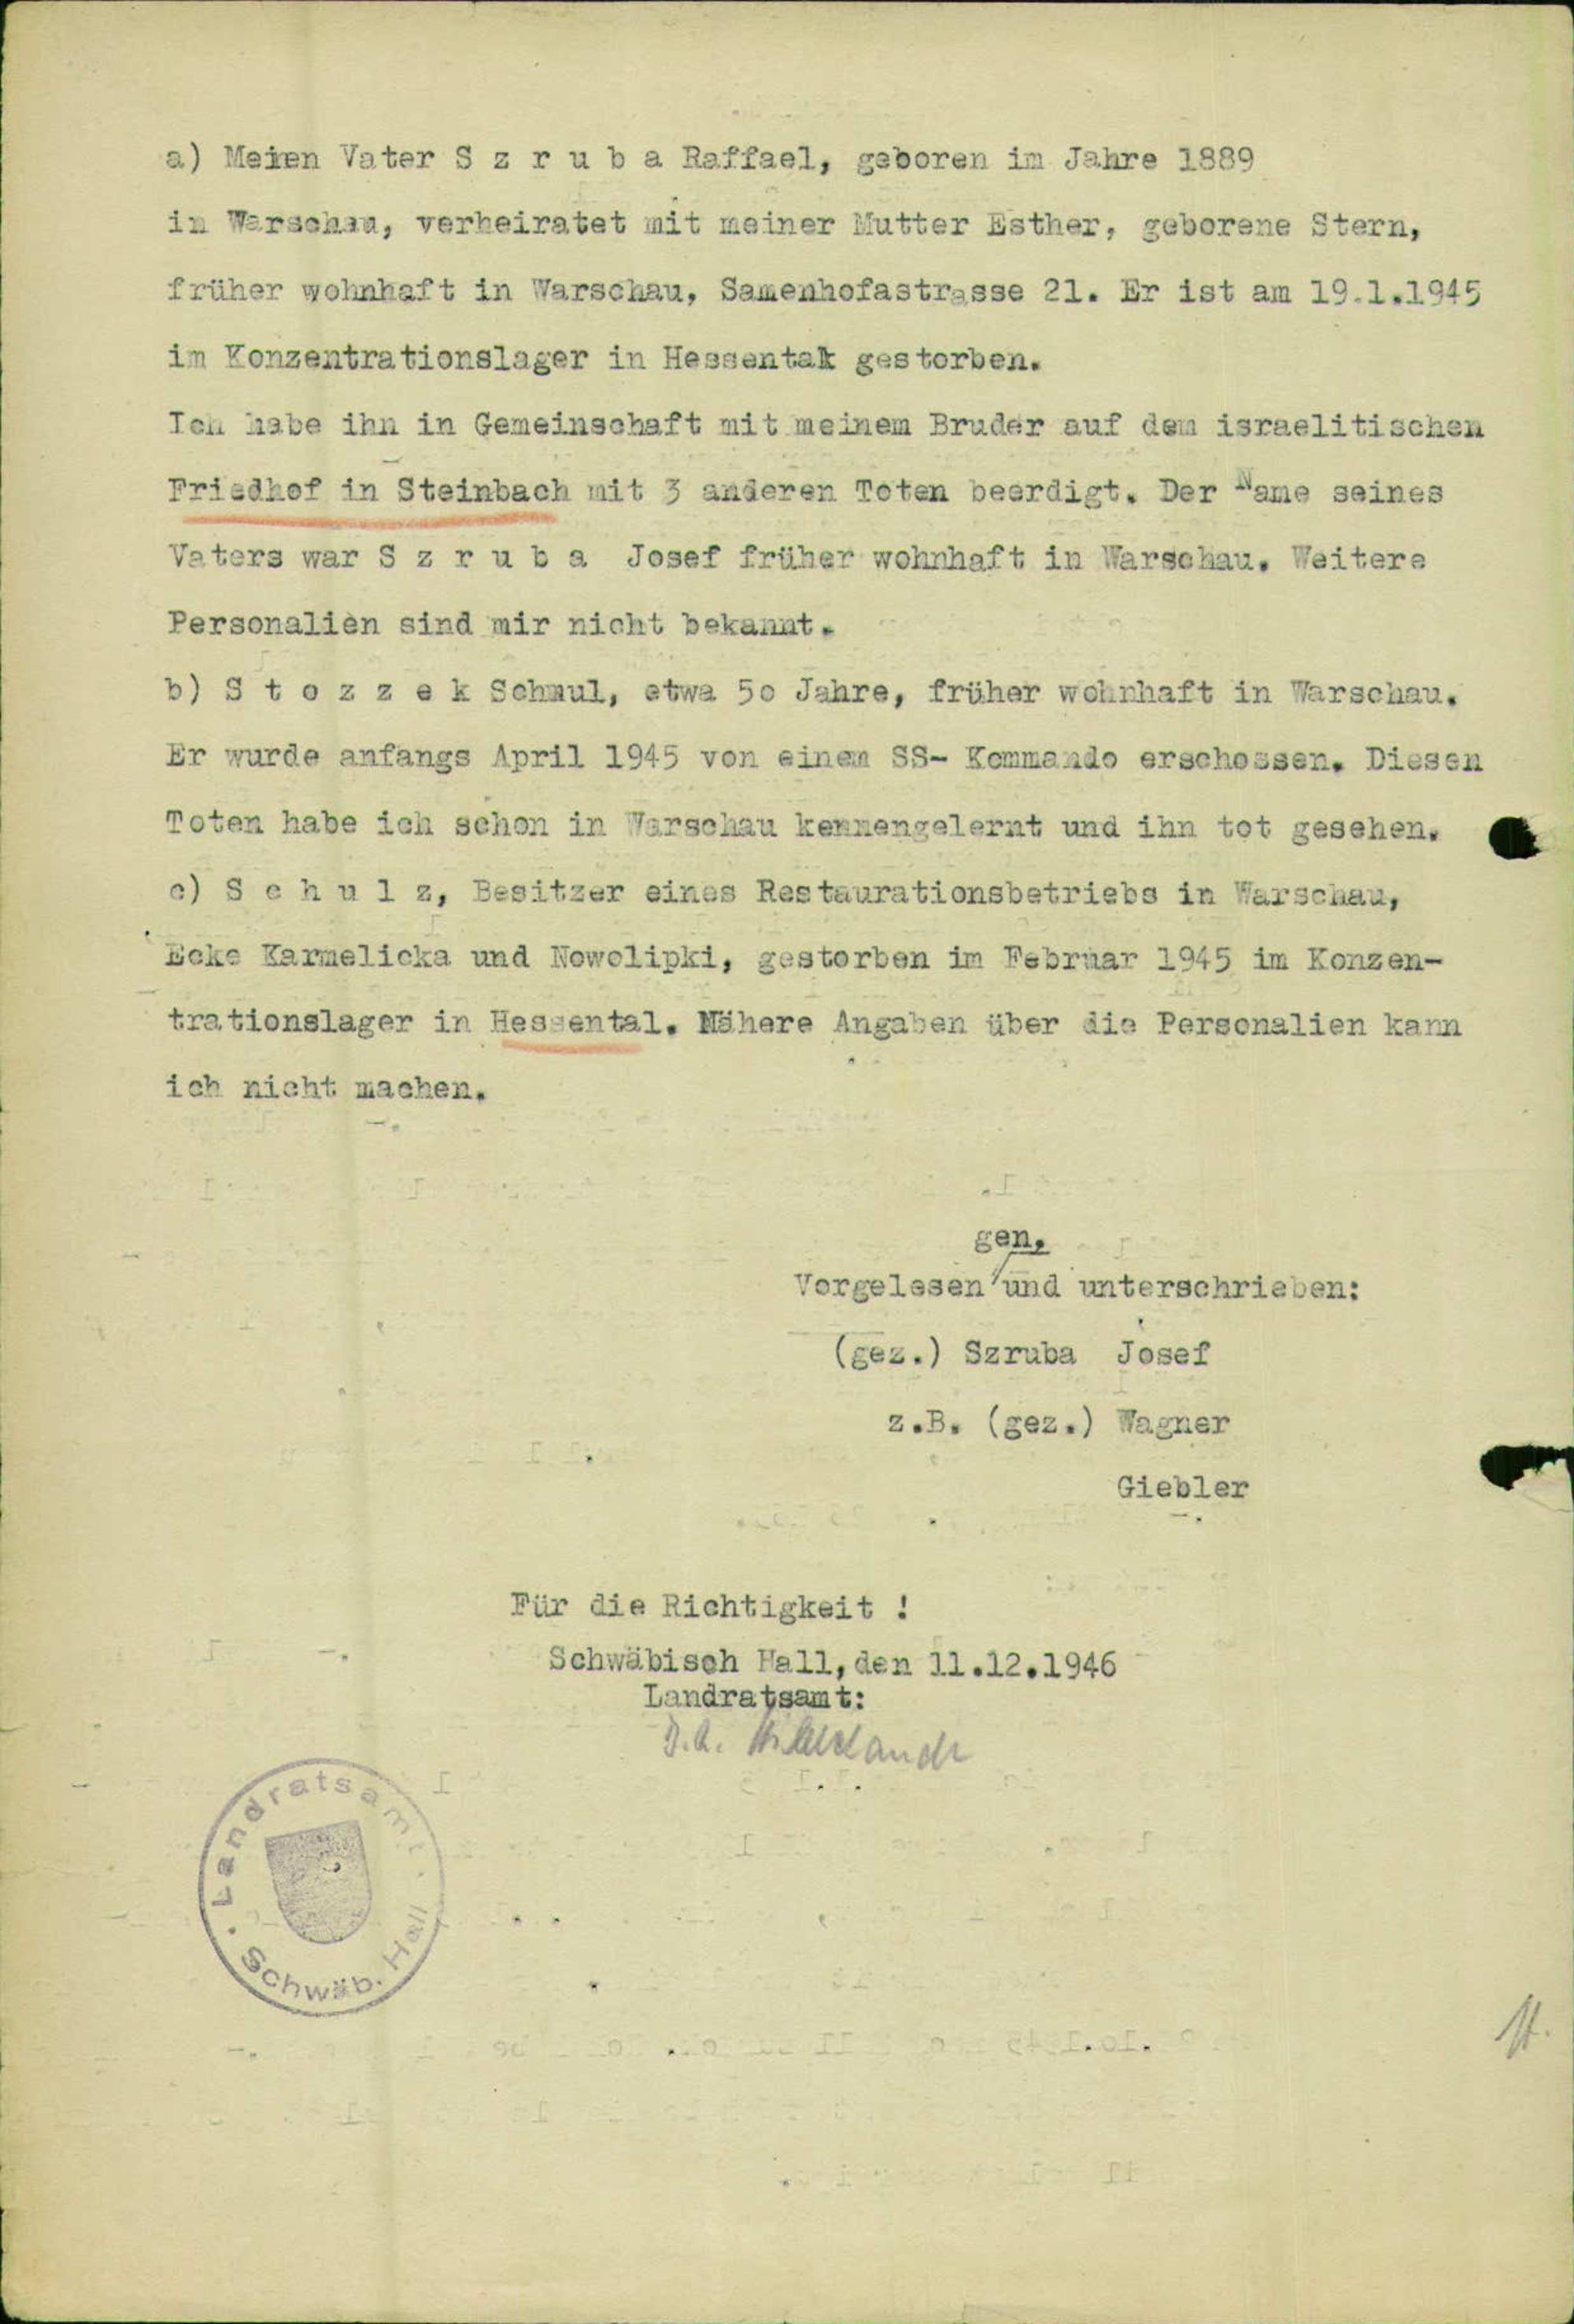 a) Meinen Vater S z r u b a Raffael, geboren im Jahre 1889
in Warschau, verheiratet mit meiner Mutter Esther, geborene Stern,
früher wohnhaft in Warschau, Samenhofastrasse 21. Er ist am 19.1.1945
im Konzentrationslager in Hessental gestorben.
Ich habe ihn in Gemeinschaft mit meinem Bruder auf dem israelitischen
Friedhof in Steinbach mit 3 anderen Toten beerdigt. Der Name seines
Vaters war S z r u b a Josef früher wohnhaft in Warschau. Weitere
Personalien sind mir nicht bekannt.
b) S t o z z e k Schmul, etwa 5o Jahre, früher wohnhaft in Warschau.
Er wurde anfangs April 1945 von einem SS- Kommando erschossen. Diesen
Toten habe ich schon in Warschau kennengelernt und ihn tot gesehen.
c) S c h u l z, Besitzer eines Restaurationsbetriebs in Warschau,
Ecke Karmelicka und Nowolipki, gestorben im Februar 1945 im Konzen-
trationslager in Hessental. Nähere Angaben über die Personalien kann
ich nicht machen.
gen.
Vorgelesen und unterschrieben:
(gez.) Szruba Josef
z.B. (gez.) Wagner
Giebler
Für die Richtigkeit !
Schwäbisch Hall, den 11.12.1946
Landratsamt:
Landratsamt
Schwäb. Hall